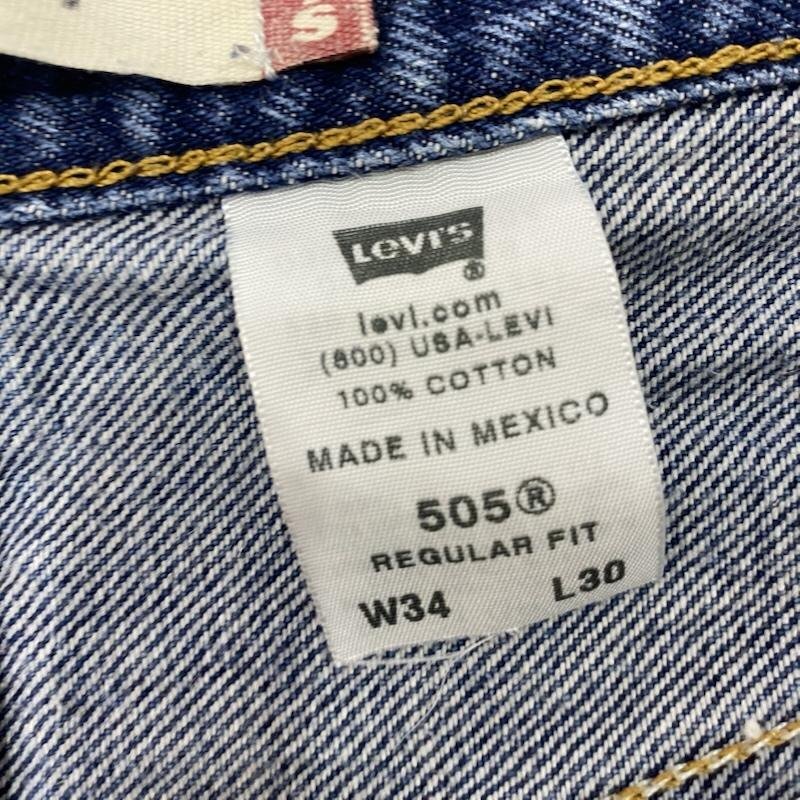 S
LEVI'S
®
levi.com
(800) USA-LEVI
100% COTTON
MADE IN MEXICO
505®
REGULAR FIT
W34 L30